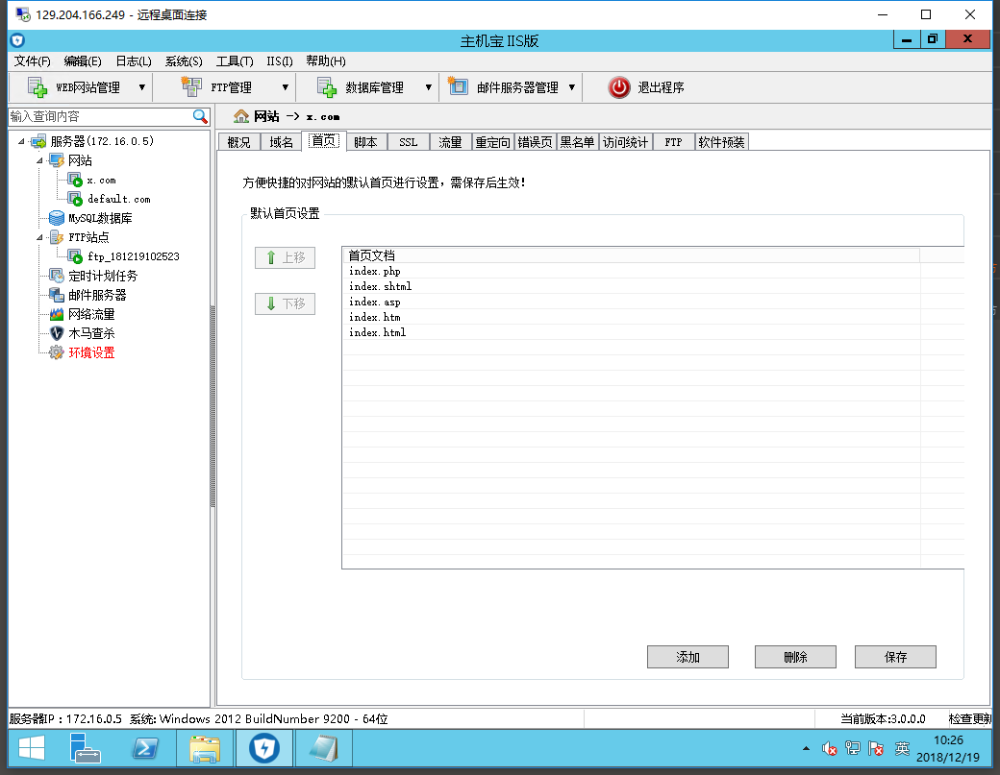 129.204.166.249 - 远程桌面连接
主机宝 IIS版
文件(F) 编辑(E) 日志(L) 系统(S) 工具(T) IIS(I) 帮助(H)
WEB网站管理 FTP管理 数据库管理 邮件服务器管理 退出程序
输入查询内容
网站 -> x.com
服务器(172.16.0.5)
网站
x.com
default.com
MySQL数据库
FTP站点
ftp_181219102523
定时计划任务
邮件服务器
网络流量
木马查杀
环境设置
概况 域名 首页 脚本 SSL 流量 重定向 错误页 黑名单 访问统计 FTP 软件预装
方便快捷的对网站的默认首页进行设置，需保存后生效!
默认首页设置
上移
下移
首页文档
index.php
index.shtml
index.asp
index.htm
index.html
添加 删除 保存
服务器IP：172.16.0.5 系统: Windows 2012 BuildNumber 9200 - 64位
当前版本:3.0.0.0 检查更新
英
10:26
2018/12/19